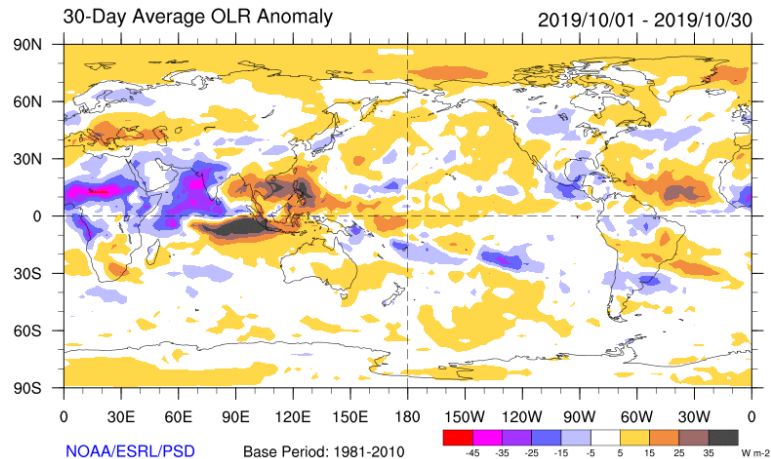 30-Day Average OLR Anomaly 2019/10/01 - 2019/10/30
90N
60N
30N
0
30S
60S
90S
0 30E 60E 90E 120E 150E 180 150W 120W 90W 60W 30W 0
NOAA/ESRL/PSD Base Period: 1981-2010
-45 -35 -25 -15 -5 5 15 25 35 W m-2